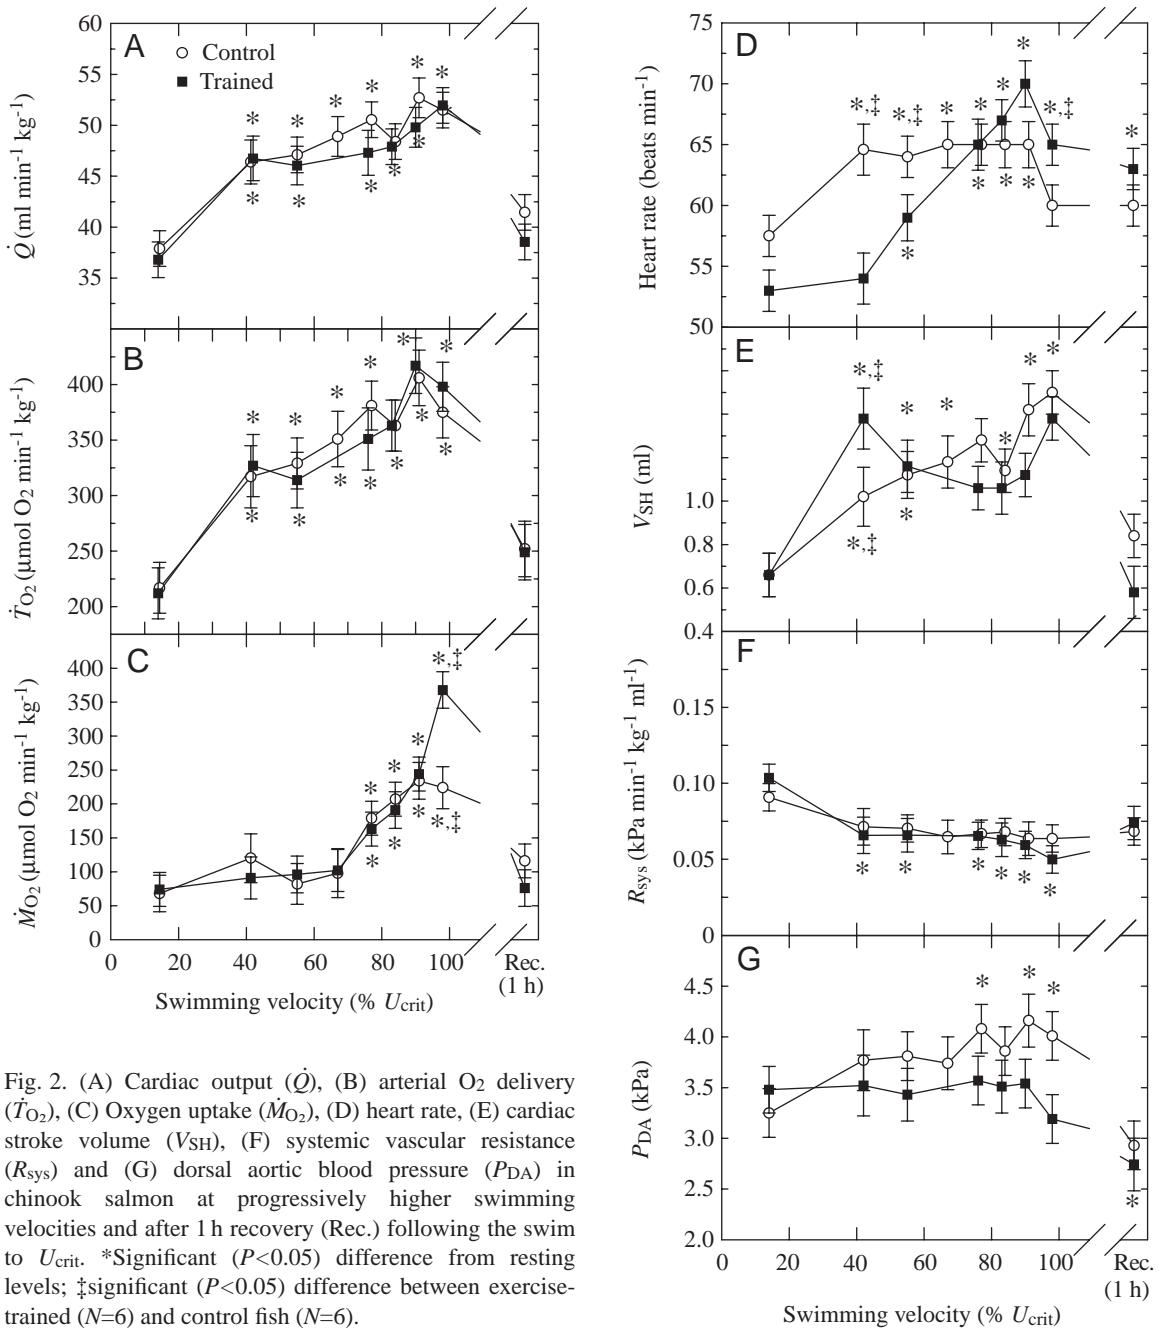 A
Control
Trained
60
55
50
45
40
35
Q̇ (ml min-1 kg-1)
B
400
350
300
250
200
ṪO2 (µmol O2 min-1 kg-1)
C
400
350
300
250
200
150
100
50
0
ṀO2 (µmol O2 min-1 kg-1)
0 20 40 60 80 100 Rec.
(1 h)
Swimming velocity (% Ucrit)
D
75
70
65
60
55
50
Heart rate (beats min-1)
*,‡ *,‡ * * * * *,‡ *
E
1.0
0.8
0.6
0.4
VSH (ml)
*,‡
*,‡
F
0.15
0.10
0.05
0
Rsys (kPa min-1 kg-1 ml-1)
G
4.5
4.0
3.5
3.0
2.5
2.0
PDA (kPa)
0 20 40 60 80 100 Rec.
(1 h)
Swimming velocity (% Ucrit)
Fig. 2. (A) Cardiac output (Q̇), (B) arterial O2 delivery
(ṪO2), (C) Oxygen uptake (ṀO2), (D) heart rate, (E) cardiac
stroke volume (VSH), (F) systemic vascular resistance
(Rsys) and (G) dorsal aortic blood pressure (PDA) in
chinook salmon at progressively higher swimming
velocities and after 1 h recovery (Rec.) following the swim
to Ucrit. *Significant (P<0.05) difference from resting
levels; ‡significant (P<0.05) difference between exercise-
trained (N=6) and control fish (N=6).